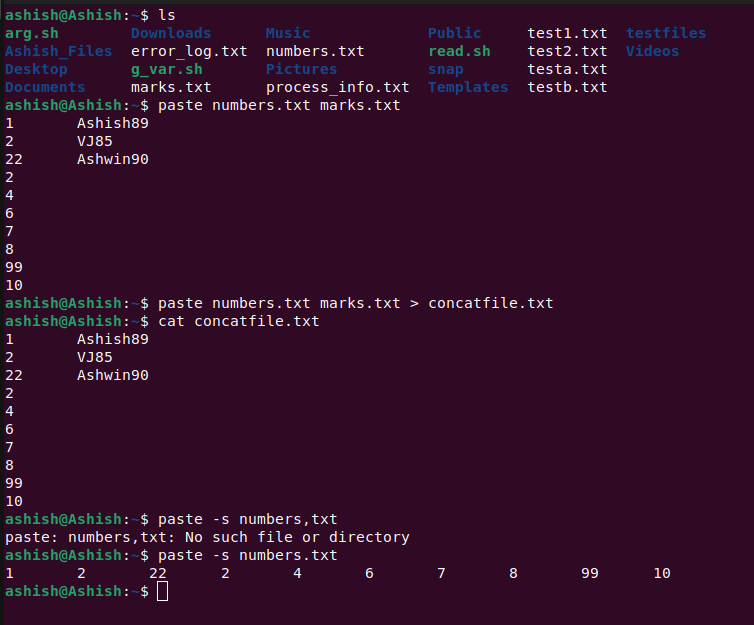 ashish@Ashish:~$ ls
arg.sh Downloads Music Public test1.txt testfiles
Ashish_Files error_log.txt numbers.txt read.sh test2.txt Videos
Desktop g_var.sh Pictures snap testa.txt
Documents marks.txt process_info.txt Templates testb.txt
ashish@Ashish:~$ paste numbers.txt marks.txt
1 Ashish89
2 VJ85
22 Ashwin90
2
4
6
7
8
99
10
ashish@Ashish:~$ paste numbers.txt marks.txt > concatfile.txt
ashish@Ashish:~$ cat concatfile.txt
1 Ashish89
2 VJ85
22 Ashwin90
2
4
6
7
8
99
10
ashish@Ashish:~$ paste -s numbers,txt
paste: numbers,txt: No such file or directory
ashish@Ashish:~$ paste -s numbers.txt
1 2 22 2 4 6 7 8 99 10
ashish@Ashish:~$